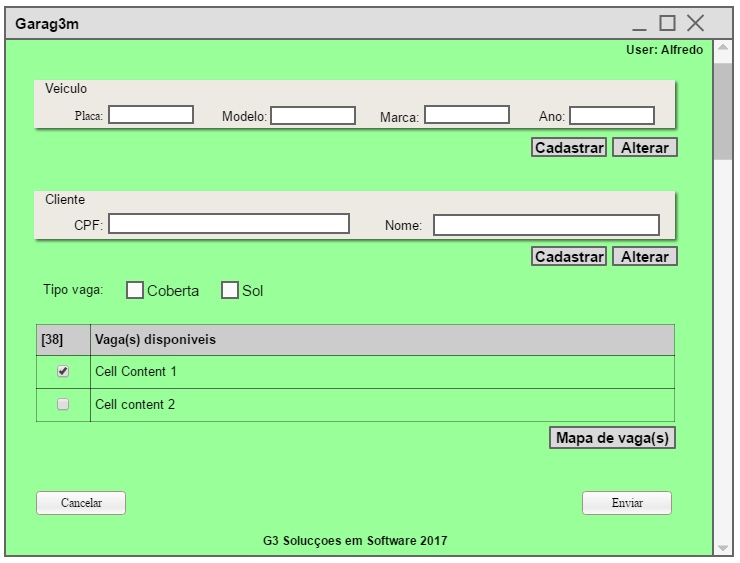 Garag3m
User: Alfredo
Veiculo
Placa: Modelo: Marca: Ano:
Cadastrar Alterar
Cliente
CPF: Nome:
Cadastrar Alterar
Tipo vaga: Coberta Sol
[38] Vaga(s) disponiveis
Cell Content 1
Cell content 2
Mapa de vaga(s)
Cancelar Enviar
G3 Solucçoes em Software 2017